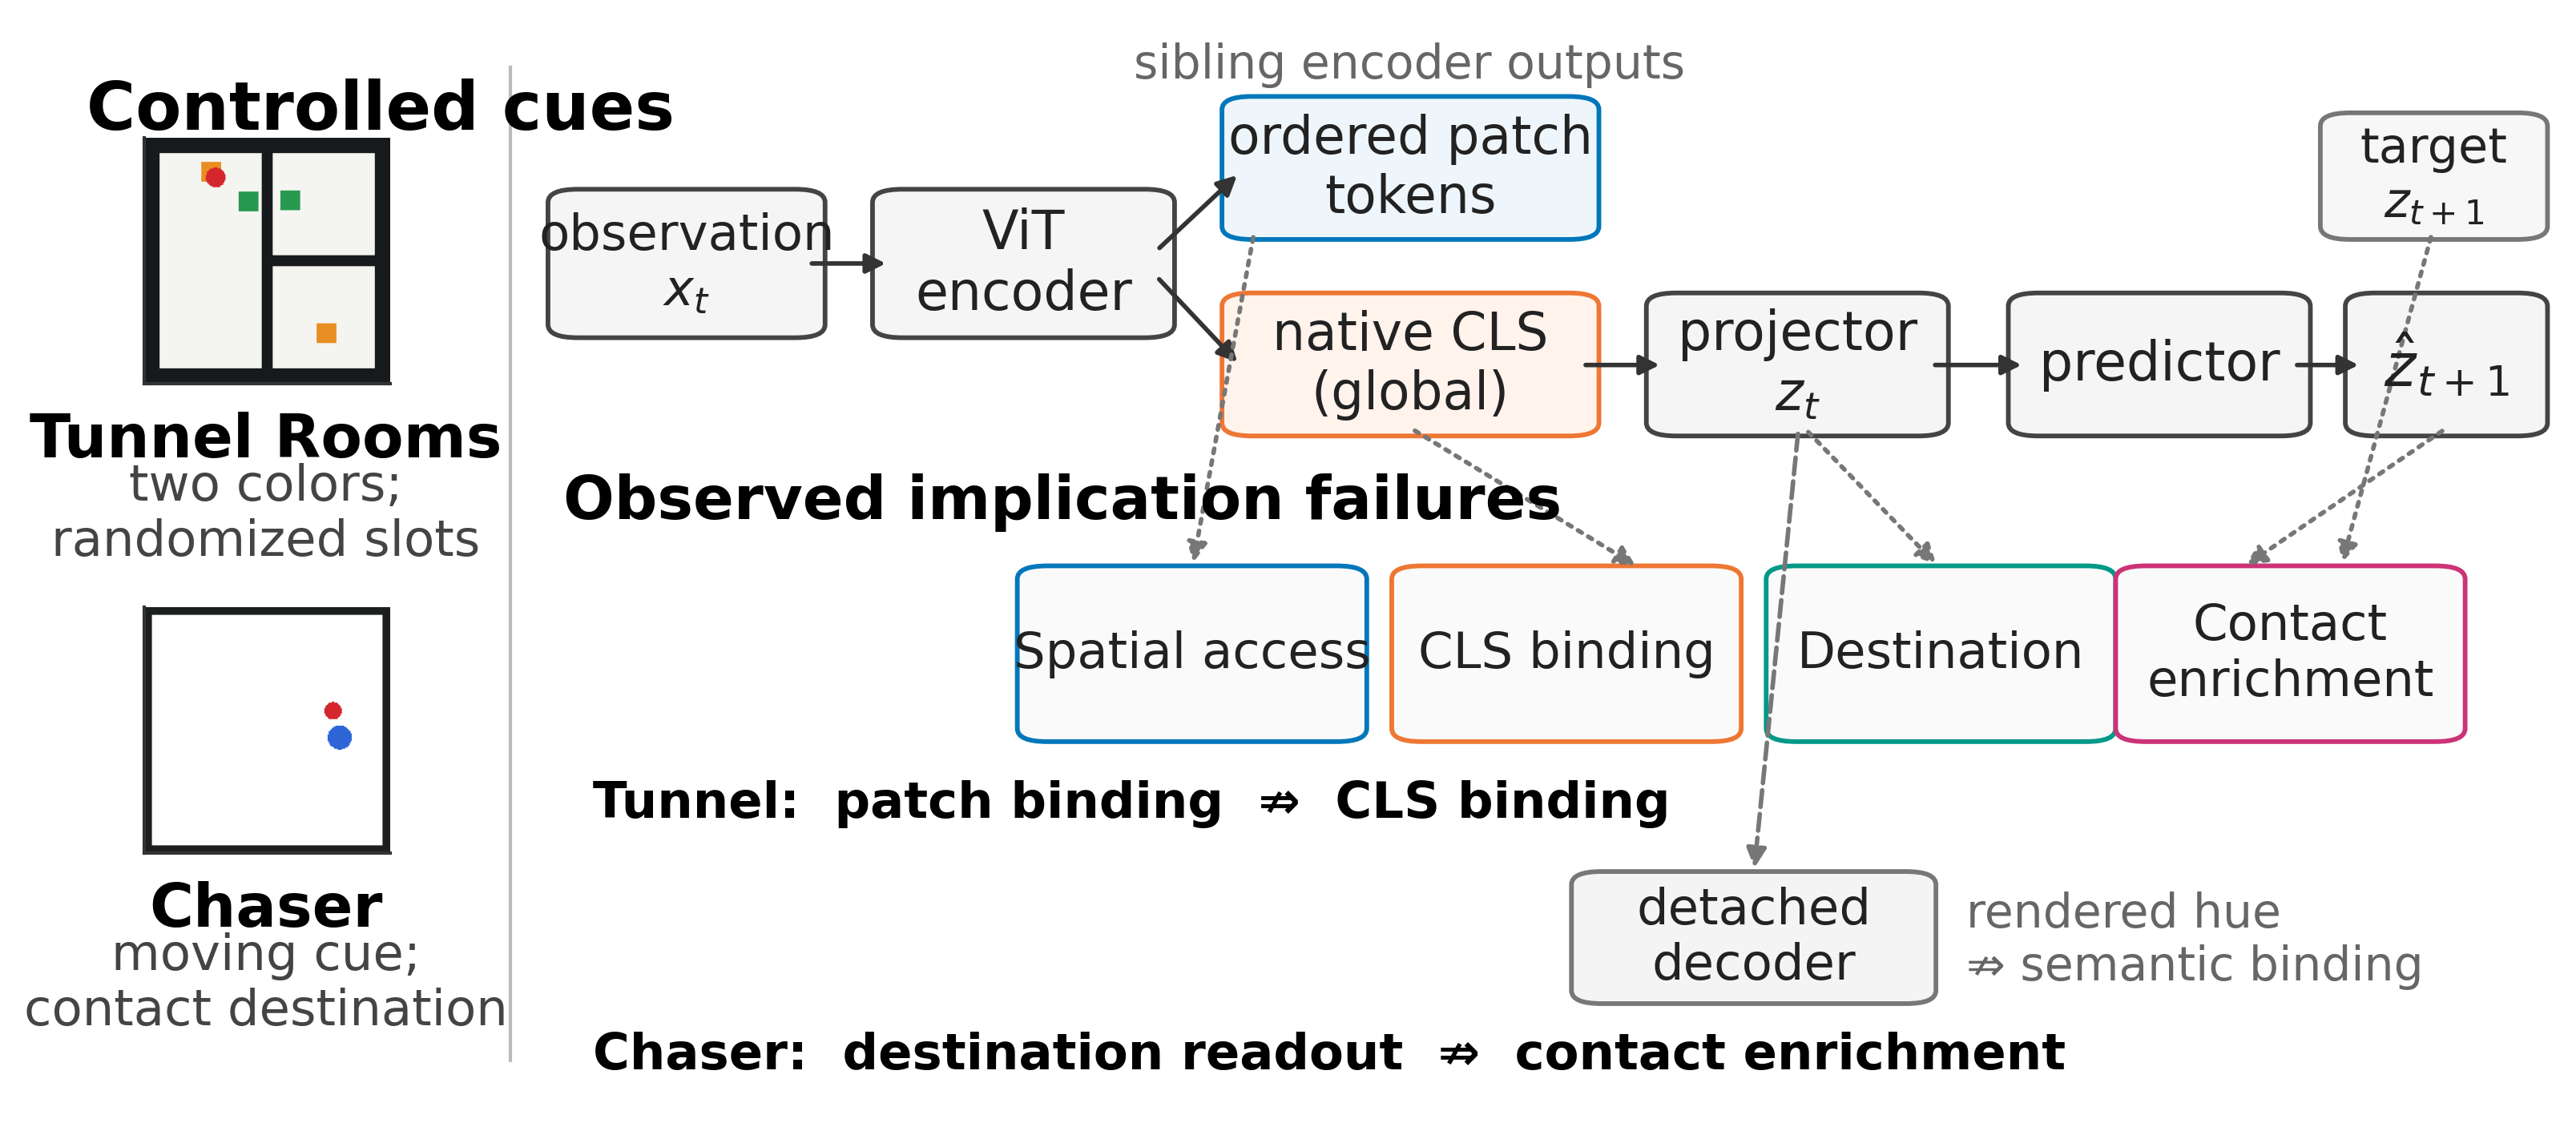 Controlled cues
Tunnel Rooms
two colors;
randomized slots
Chaser
moving cue;
contact destination
sibling encoder outputs
observation
x_t
ViT
encoder
ordered patch
tokens
native CLS
(global)
projector
z_t
predictor
target
z_{t+1}
ẑ_{t+1}
Observed implication failures
Spatial access
CLS binding
Destination
Contact
enrichment
Tunnel: patch binding ⇏ CLS binding
detached
decoder
rendered hue
⇏ semantic binding
Chaser: destination readout ⇏ contact enrichment